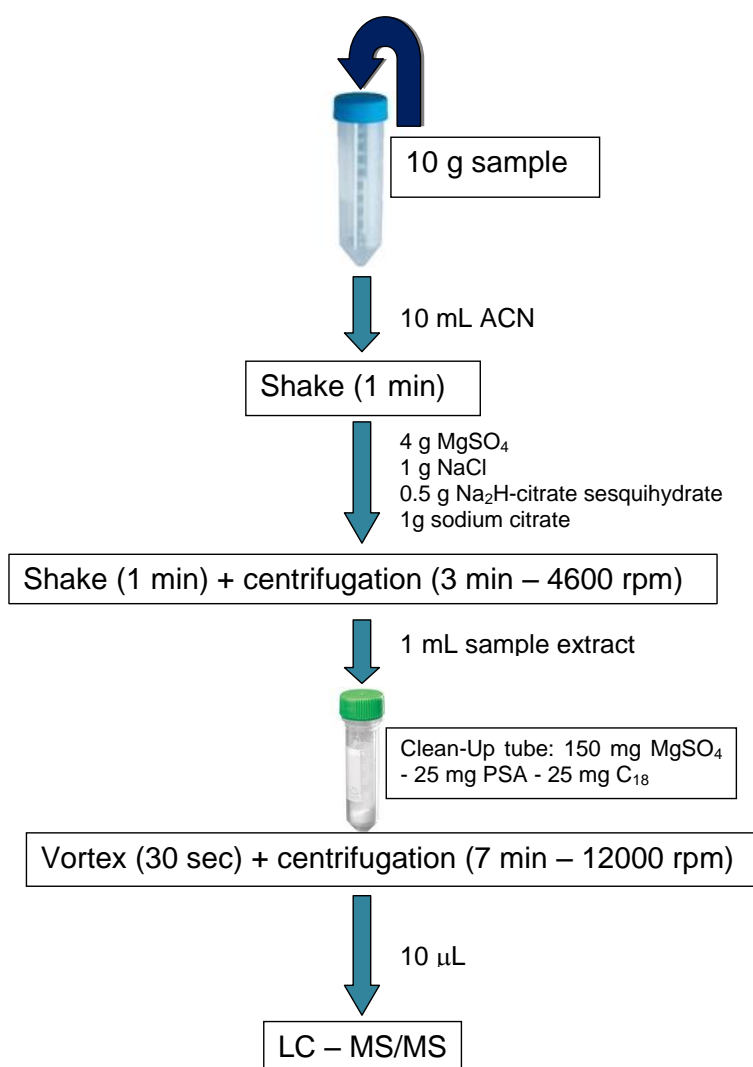 10 g sample
10 mL ACN
Shake (1 min)
4 g MgSO₄
1 g NaCl
0.5 g Na₂H-citrate sesquihydrate
1g sodium citrate
Shake (1 min) + centrifugation (3 min – 4600 rpm)
1 mL sample extract
Clean-Up tube: 150 mg MgSO₄
- 25 mg PSA - 25 mg C₁₈
Vortex (30 sec) + centrifugation (7 min – 12000 rpm)
10 μL
LC – MS/MS